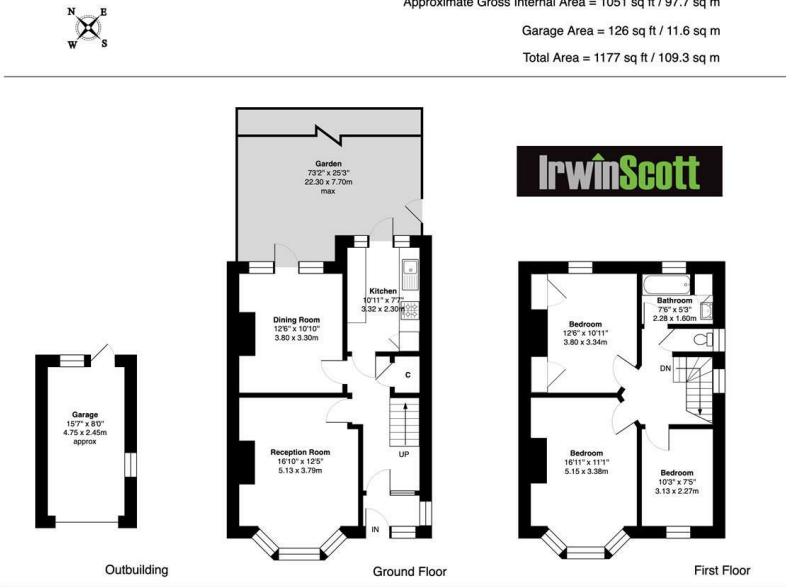 N E
W S
Approximate Gross Internal Area = 1051 sq ft / 97.7 sq m
Garage Area = 126 sq ft / 11.6 sq m
Total Area = 1177 sq ft / 109.3 sq m
IrwinScott
Garden
73'2" x 25'3"
22.30 x 7.70m
max
Kitchen
10'11" x 7'7"
3.32 x 2.30m
Dining Room
12'6" x 10'10"
3.80 x 3.30m
C
Reception Room
16'10" x 12'5"
5.13 x 3.79m
UP
IN
Garage
15'7" x 8'0"
4.75 x 2.45m
approx
Bedroom
12'6" x 10'11"
3.80 x 3.34m
Bathroom
7'6" x 5'3"
2.28 x 1.60m
DN
Bedroom
16'11" x 11'1"
5.15 x 3.38m
Bedroom
10'3" x 7'5"
3.13 x 2.27m
Outbuilding
Ground Floor
First Floor